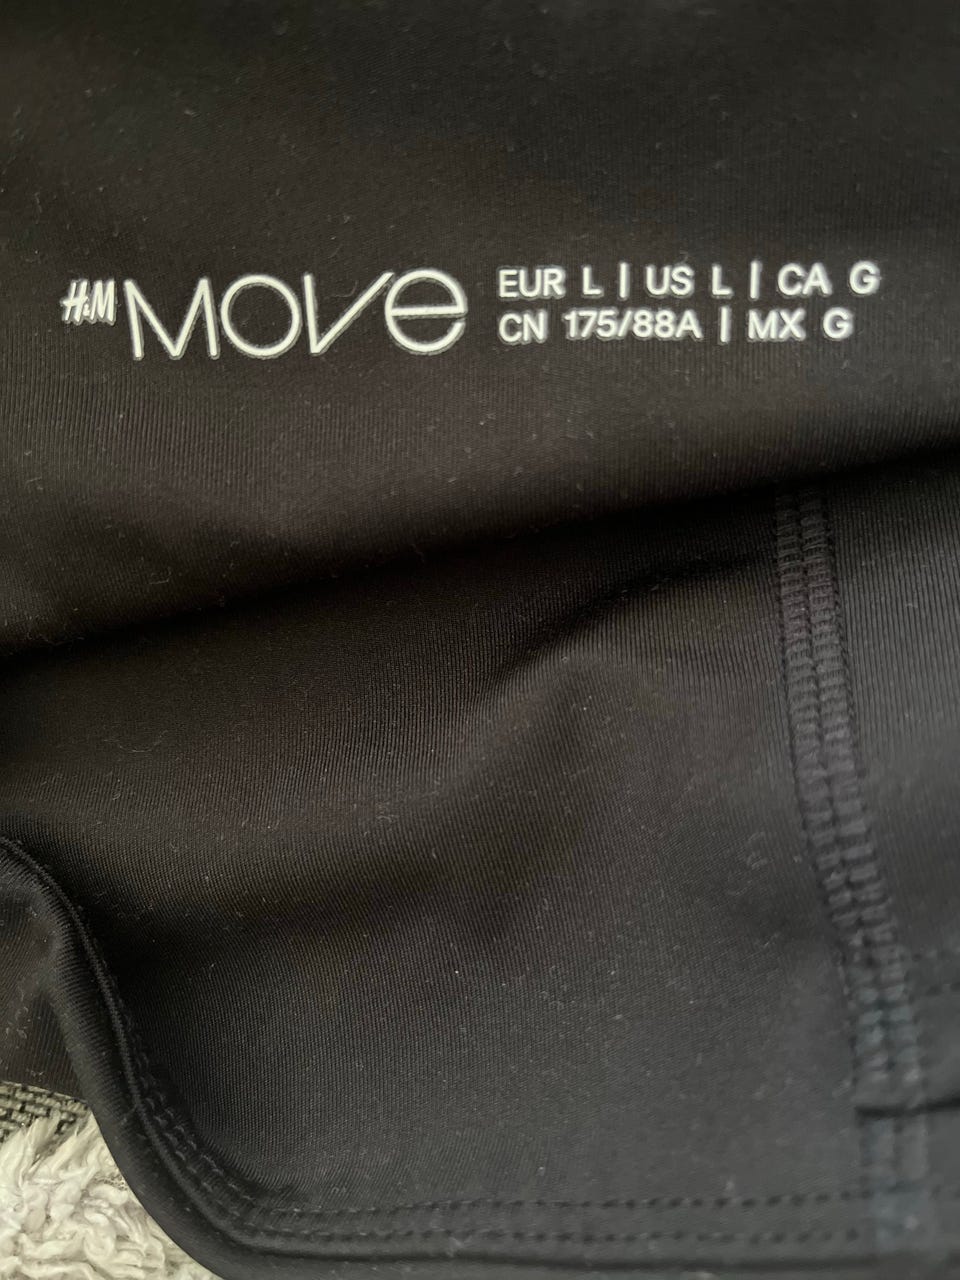 H&M MOVE
EUR L | US L | CA G
CN 175/88A | MX G